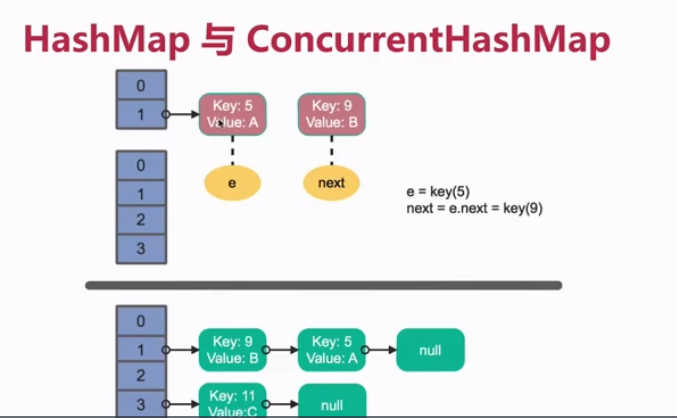 HashMap 与 ConcurrentHashMap
0
1
Key: 5
Value: A
Key: 9
Value: B
e
next
0
1
2
3
e = key(5)
next = e.next = key(9)
0
1
2
3
Key: 9
Value: B
Key: 5
Value: A
null
Key: 11
Value:C
null